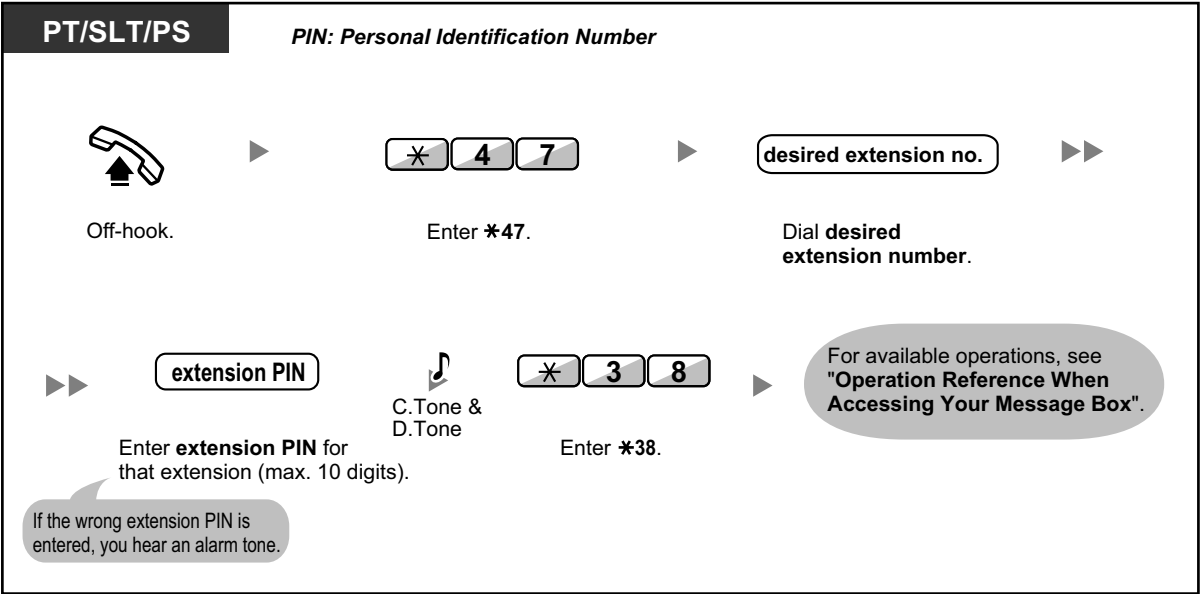 PT/SLT/PS
PIN: Personal Identification Number
* 4 7
desired extension no.
Off-hook.
Enter *47.
Dial desired
extension number.
extension PIN
C.Tone &
D.Tone
* 3 8
For available operations, see
"Operation Reference When
Accessing Your Message Box".
Enter extension PIN for
that extension (max. 10 digits).
Enter *38.
If the wrong extension PIN is
entered, you hear an alarm tone.